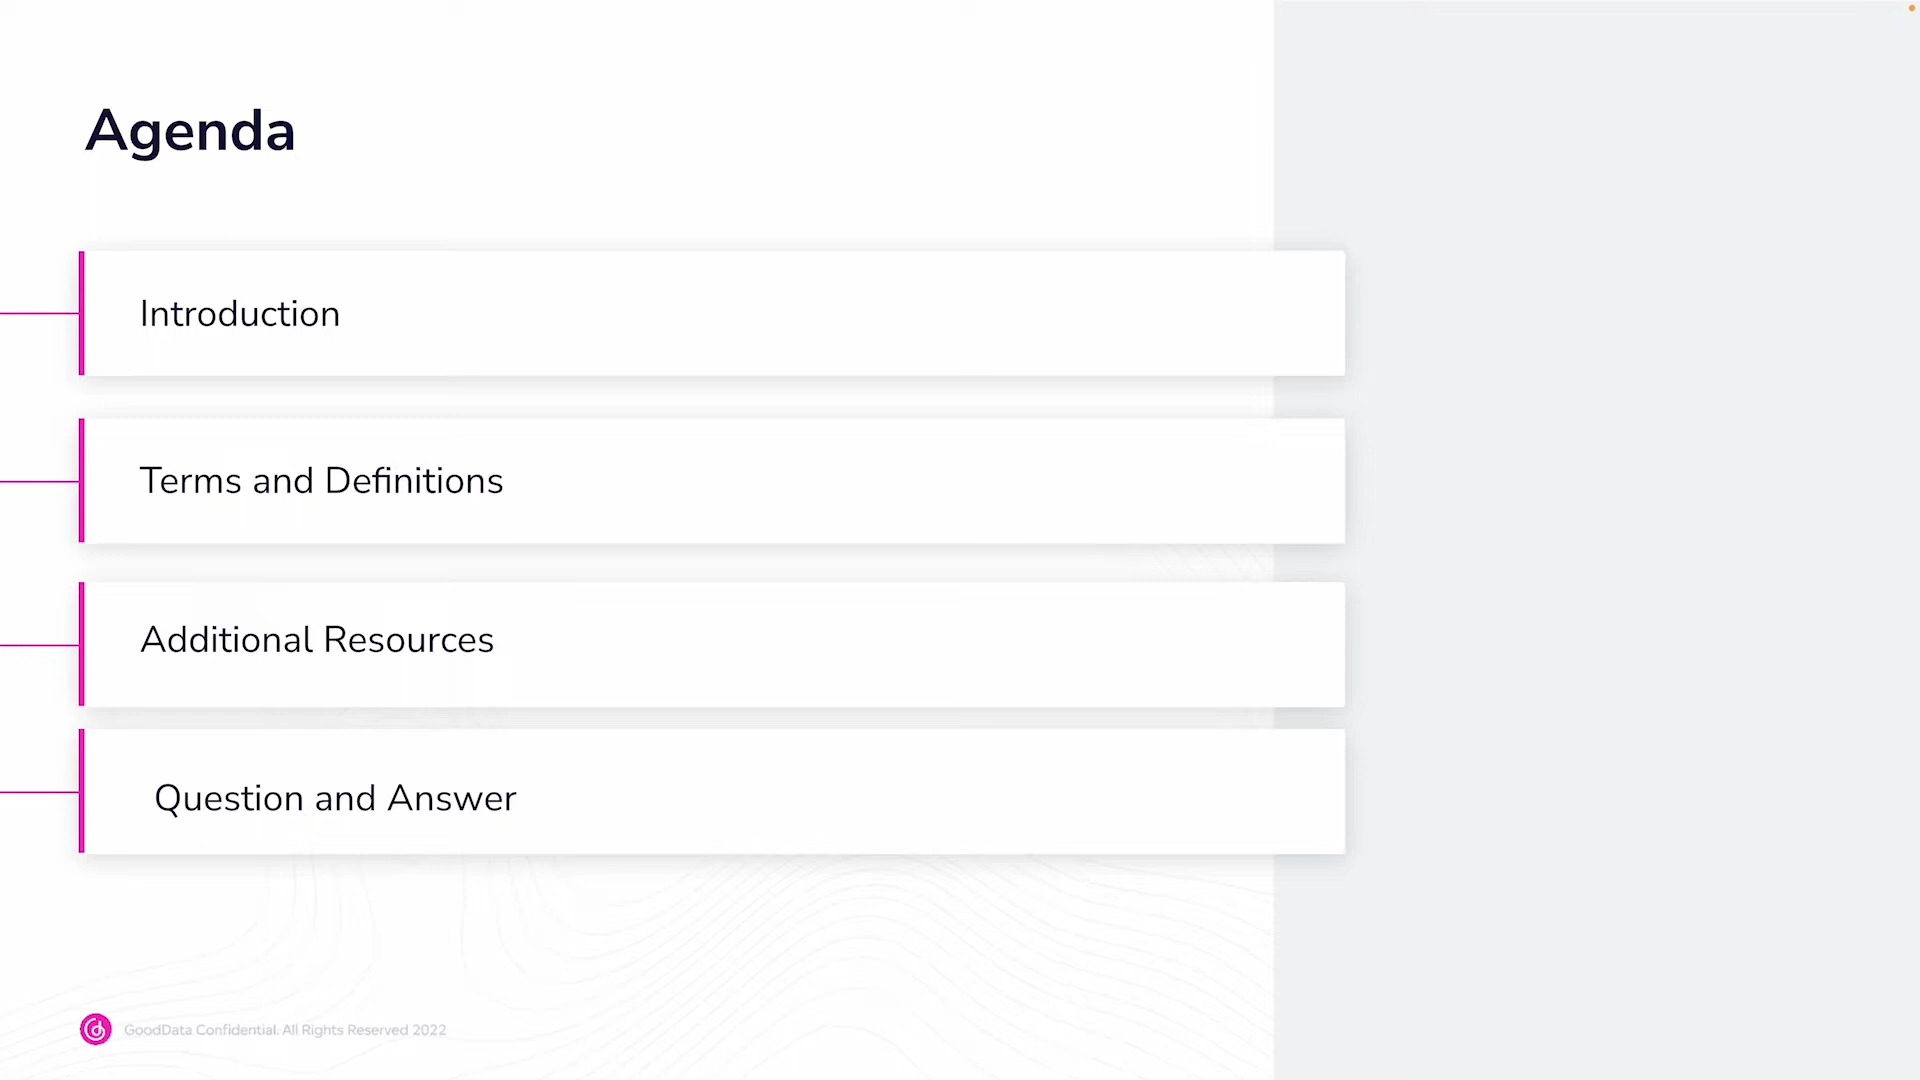 Agenda
Introduction
Terms and Definitions
Additional Resources
Question and Answer
GoodData Confidential. All Rights Reserved 2022